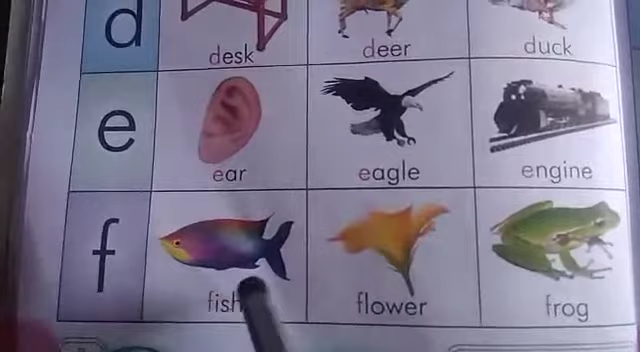 d
desk deer duck
e
ear eagle engine
f
fish flower frog